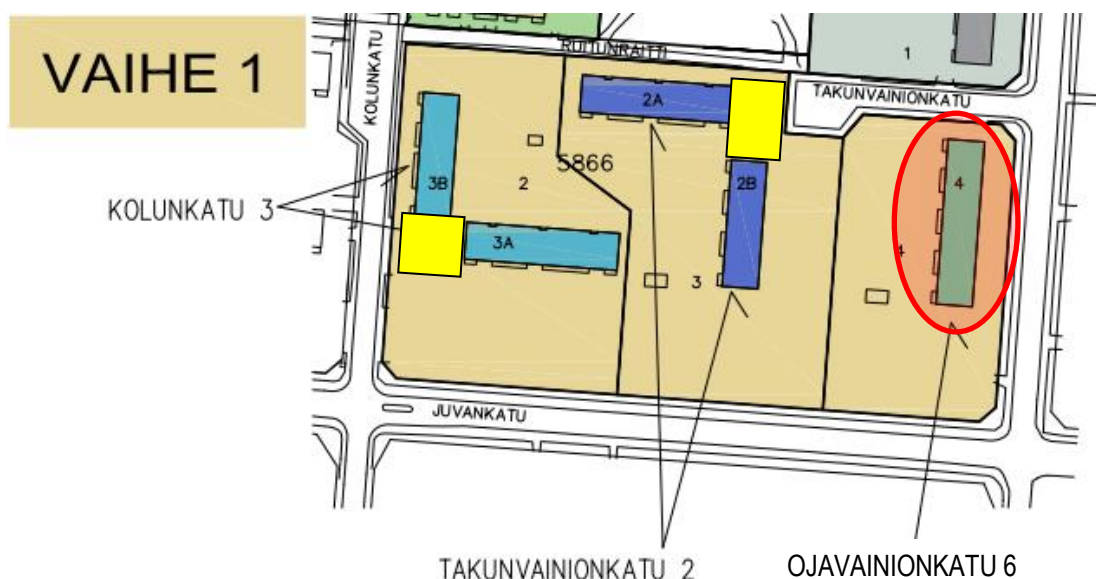 VAIHE 1
RUITUNRAITTI
KOLUNKATU
1
TAKUNVAINIONKATU
2A
5866
3B
2
2B
4
KOLUNKATU 3
3A
4
3
JUVANKATU
TAKUNVAINIONKATU 2
OJAVAINIONKATU 6